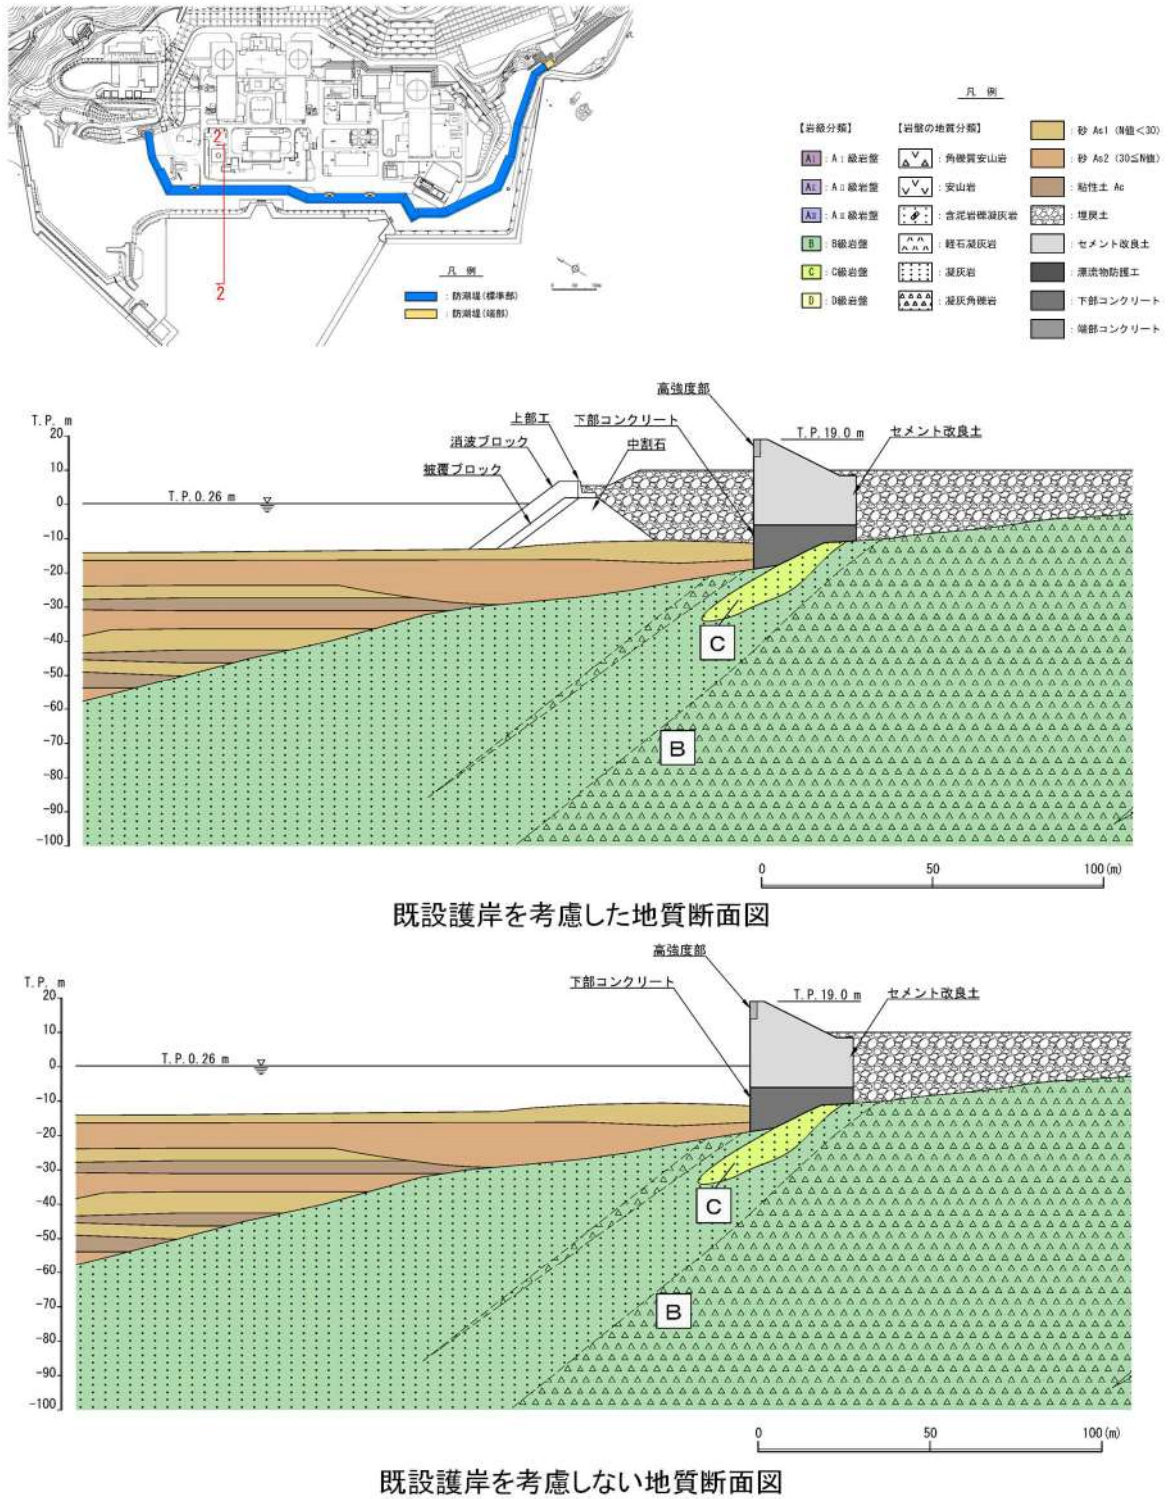 2'
2
凡 例
：防潮堤(標準部)
：防潮堤(端部)
凡 例
【岩級分類】
【岩盤の地質分類】
：砂 As1 (N値<30)
AⅠ：AⅠ級岩盤
：角礫質安山岩
：砂 As2 (30≦N値)
AⅡ：AⅡ級岩盤
：安山岩
：粘性土 Ac
AⅢ：AⅢ級岩盤
：含泥岩礫凝灰岩
：埋戻土
B：B級岩盤
：軽石凝灰岩
：セメント改良土
C：C級岩盤
：凝灰岩
：漂流物防護工
D：D級岩盤
：凝灰角礫岩
：下部コンクリート
：端部コンクリート
高強度部
T.P. m
上部工
下部コンクリート
T.P.19.0 m
セメント改良土
消波ブロック
中割石
被覆ブロック
T.P.0.26 m
20
10
0
-10
-20
-30
-40
-50
-60
-70
-80
-90
-100
C
B
0
50
100(m)
既設護岸を考慮した地質断面図
高強度部
T.P. m
下部コンクリート
T.P.19.0 m
セメント改良土
T.P.0.26 m
20
10
0
-10
-20
-30
-40
-50
-60
-70
-80
-90
-100
C
B
0
50
100(m)
既設護岸を考慮しない地質断面図